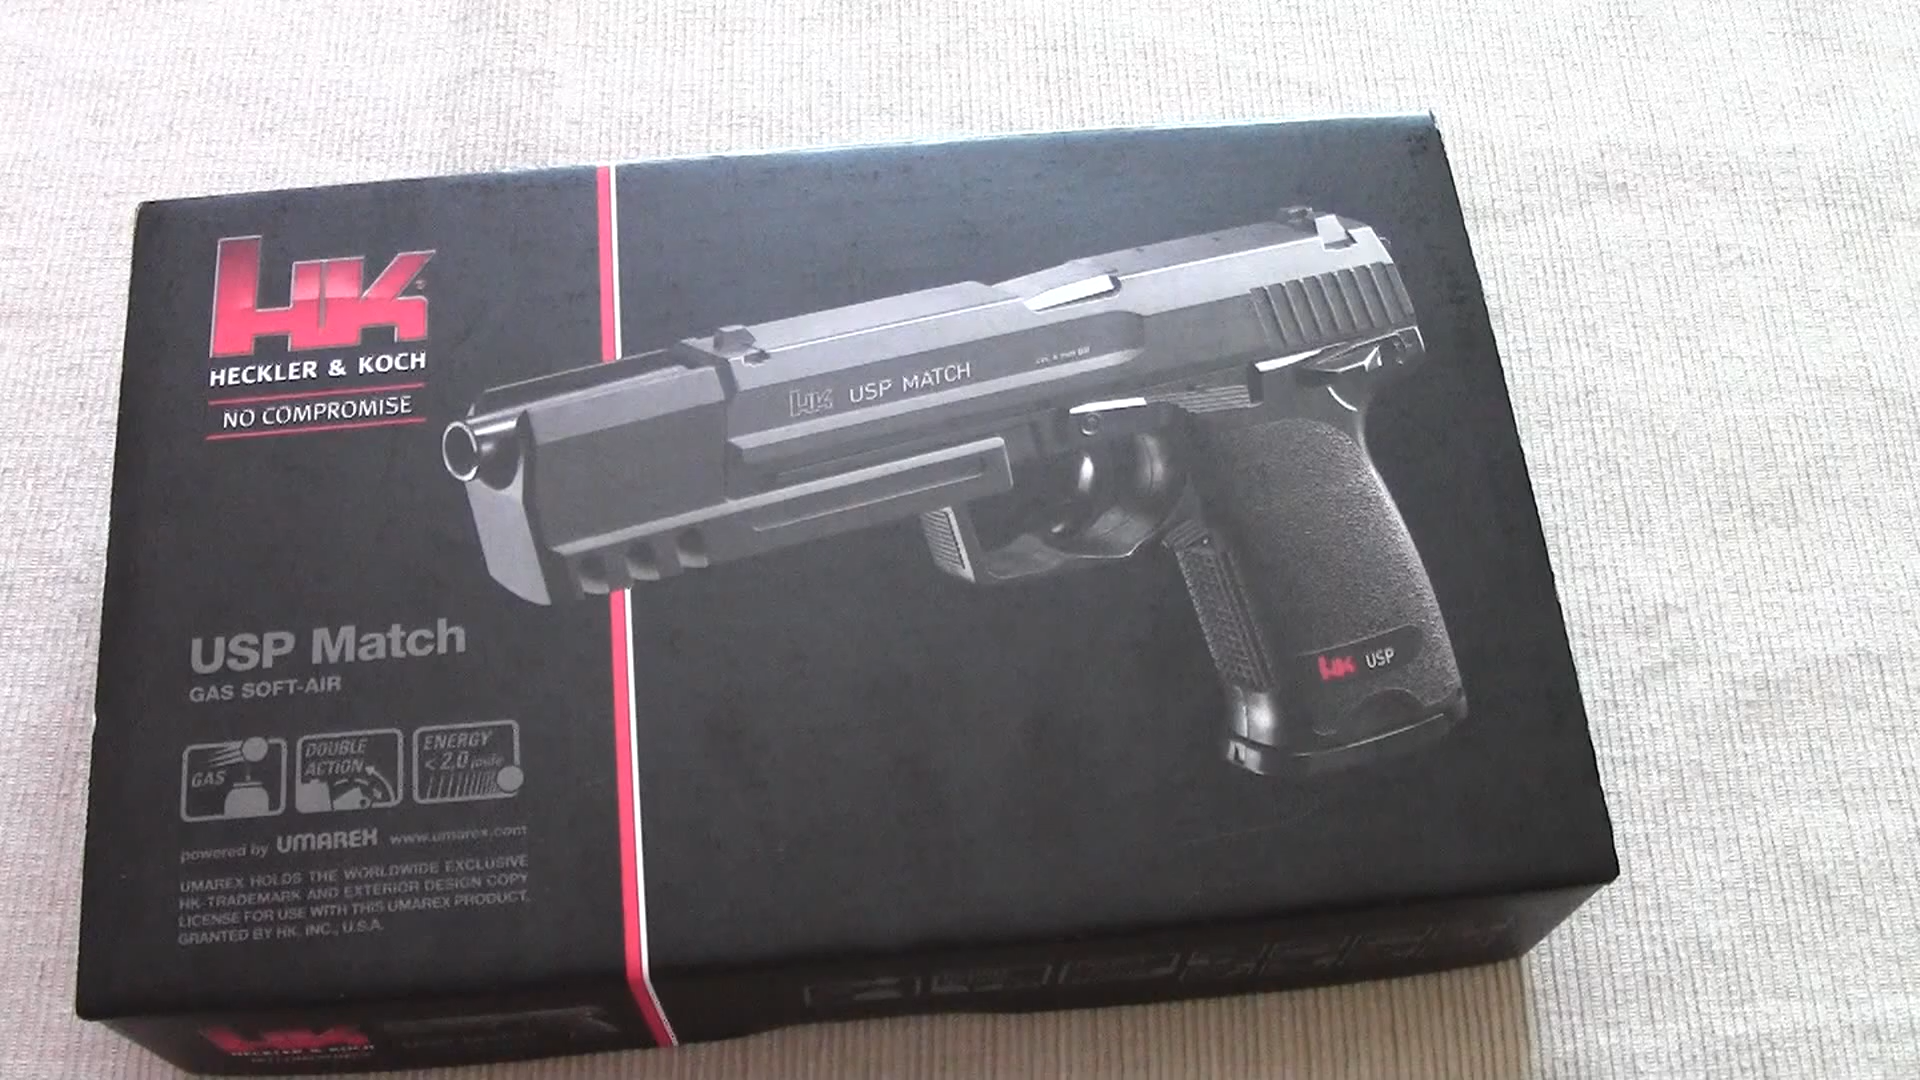 HK
HECKLER & KOCH
NO COMPROMISE
HK USP MATCH
HK USP
USP Match
GAS SOFT-AIR
GAS
DOUBLE
ACTION
ENERGY
< 2,0 joule
powered by UMAREX www.umarex.com
UMAREX HOLDS THE WORLDWIDE EXCLUSIVE
HK-TRADEMARK AND EXTERIOR DESIGN COPY
LICENSE FOR USE WITH THIS UMAREX PRODUCT.
GRANTED BY HK, INC., U.S.A.
HK
HECKLER & KOCH